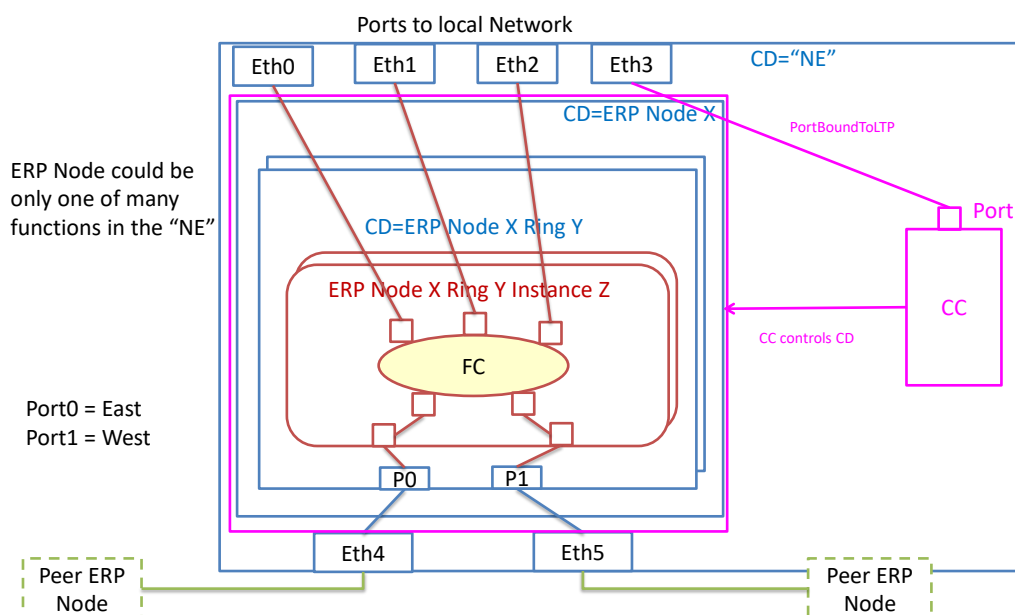 Ports to local Network
Eth0
Eth1
Eth2
Eth3
CD=“NE”
CD=ERP Node X
PortBoundToLTP
ERP Node could be
only one of many
functions in the “NE”
CD=ERP Node X Ring Y
Port
ERP Node X Ring Y Instance Z
CC
CC controls CD
FC
Port0 = East
Port1 = West
P0
P1
Eth4
Eth5
Peer ERP
Node
Peer ERP
Node